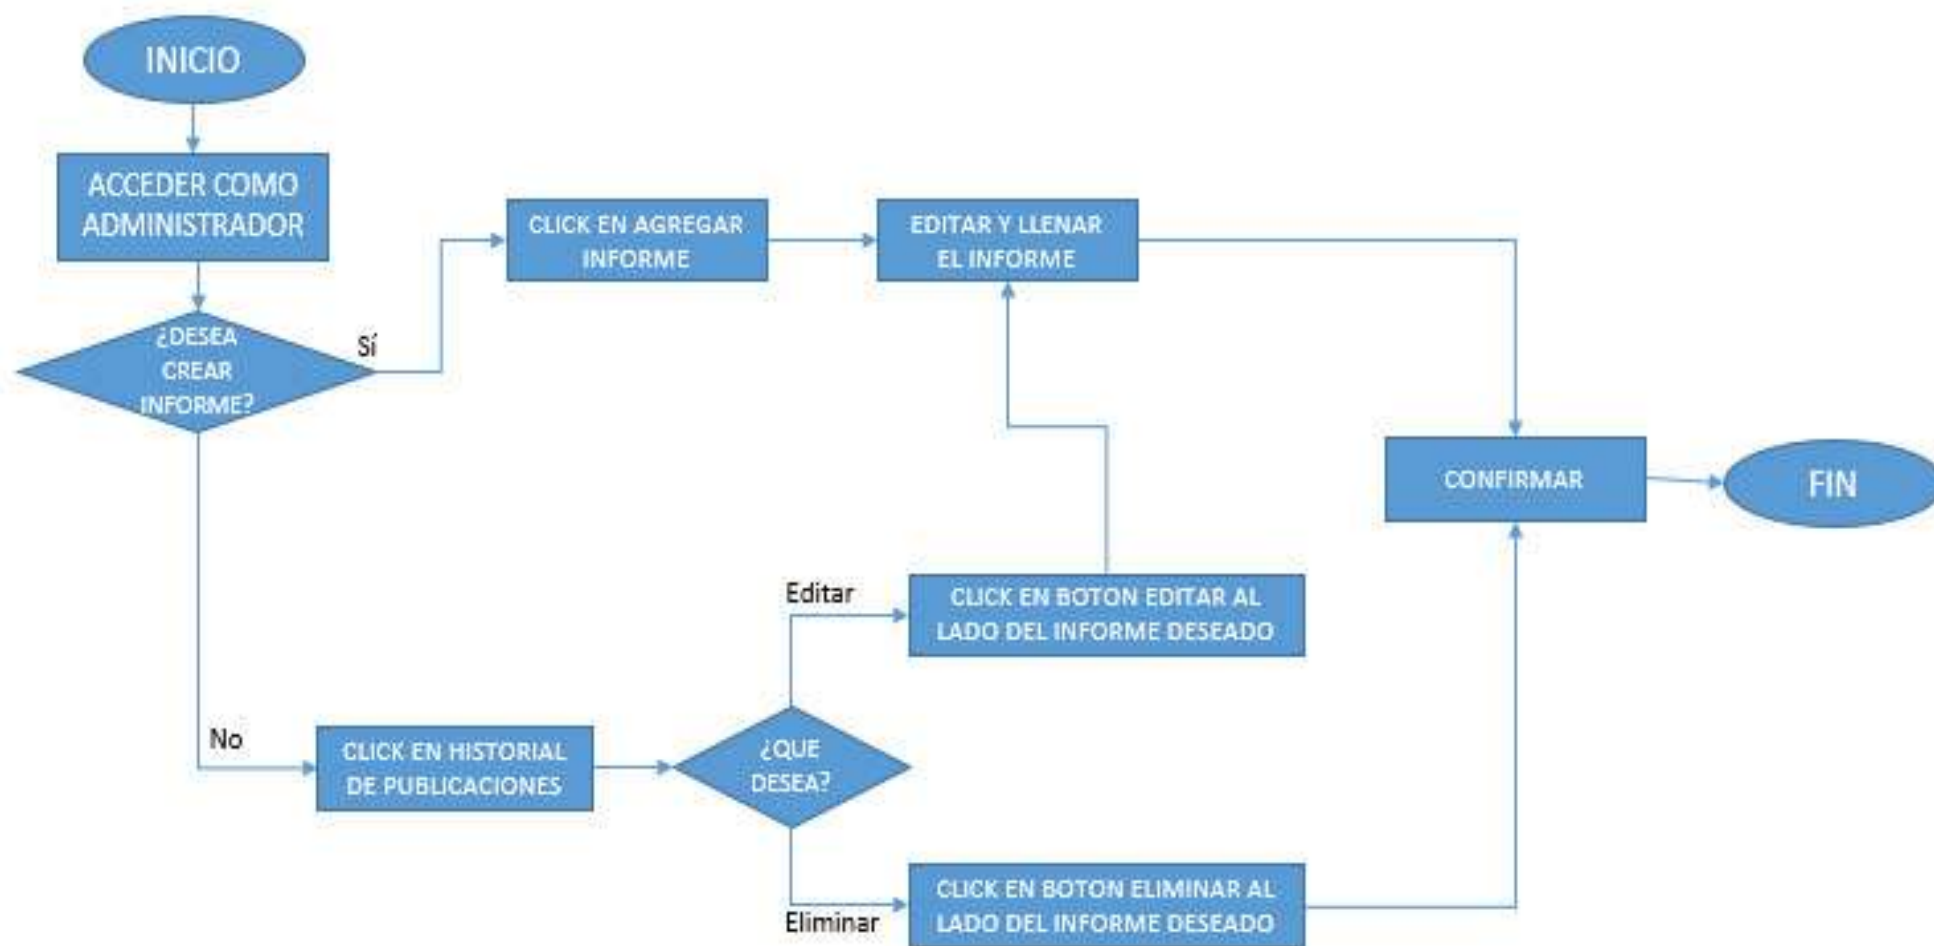 INICIO
ACCEDER COMO
ADMINISTRADOR
¿DESEA
CREAR
INFORME?
Sí
CLICK EN AGREGAR
INFORME
EDITAR Y LLENAR
EL INFORME
CONFIRMAR
FIN
No
CLICK EN HISTORIAL
DE PUBLICACIONES
¿QUE
DESEA?
Editar
CLICK EN BOTON EDITAR AL
LADO DEL INFORME DESEADO
Eliminar
CLICK EN BOTON ELIMINAR AL
LADO DEL INFORME DESEADO